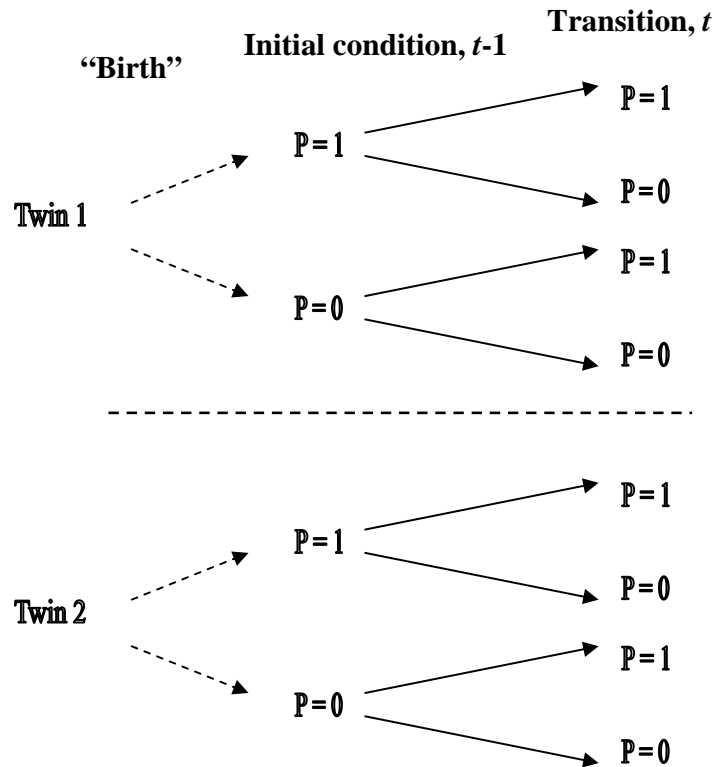 Transition, t
Initial condition, t-1
“Birth”
P = 1
P = 1
P = 0
Twin 1
P = 1
P = 0
P = 0
P = 1
P = 1
P = 0
Twin 2
P = 1
P = 0
P = 0